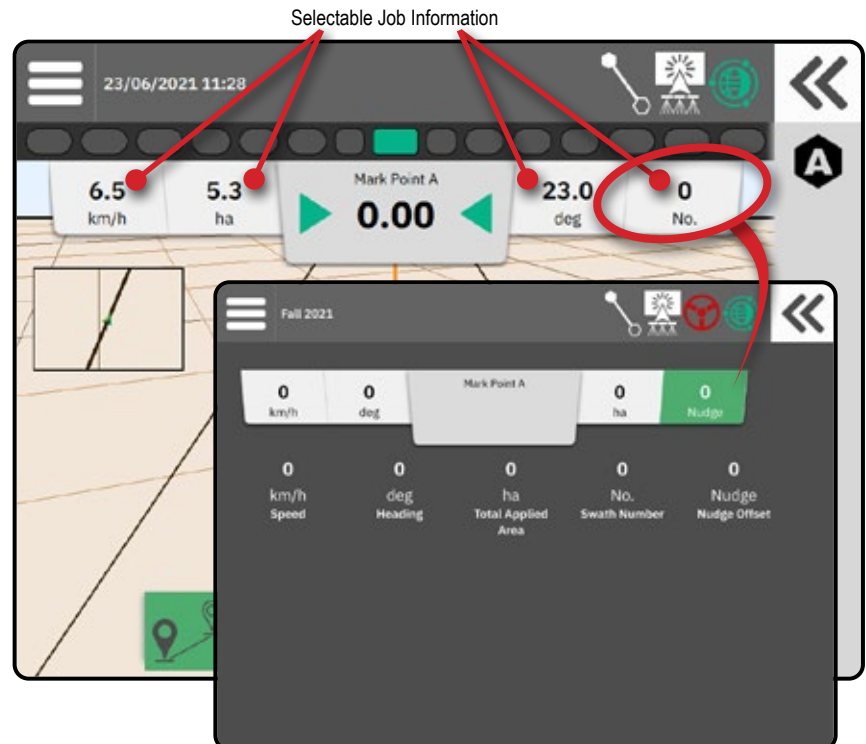 Selectable Job Information
23/06/2021 11:28
A
6.5
km/h
5.3
ha
Mark Point A
0.00
23.0
deg
0
No.
Fall 2021
0
km/h
0
deg
Mark Point A
0
ha
0
Nudge
0
km/h
Speed
0
deg
Heading
0
ha
Total Applied
Area
0
No.
Swath Number
0
Nudge
Nudge Offset